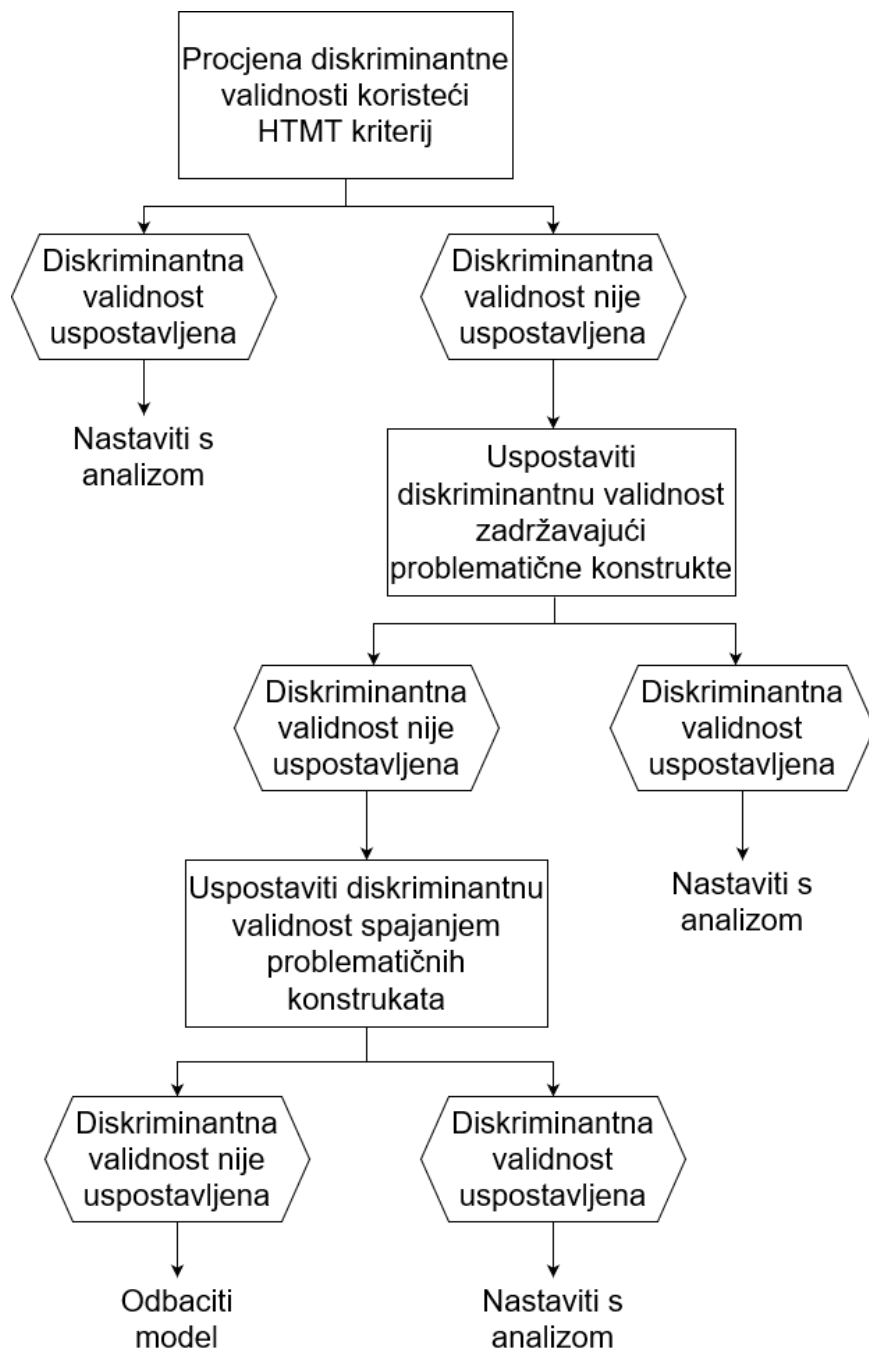 Procjena diskriminantne
validnosti koristeći
HTMT kriterij
Diskriminantna
validnost
uspostavljena
Diskriminantna
validnost nije
uspostavljena
Nastaviti s
analizom
Uspostaviti
diskriminantnu validnost
zadržavajući
problematične konstrukte
Diskriminantna
validnost nije
uspostavljena
Diskriminantna
validnost
uspostavljena
Uspostaviti diskriminantnu
validnost spajanjem
problematičnih
konstrukata
Nastaviti s
analizom
Diskriminantna
validnost nije
uspostavljena
Diskriminantna
validnost
uspostavljena
Odbaciti
model
Nastaviti s
analizom